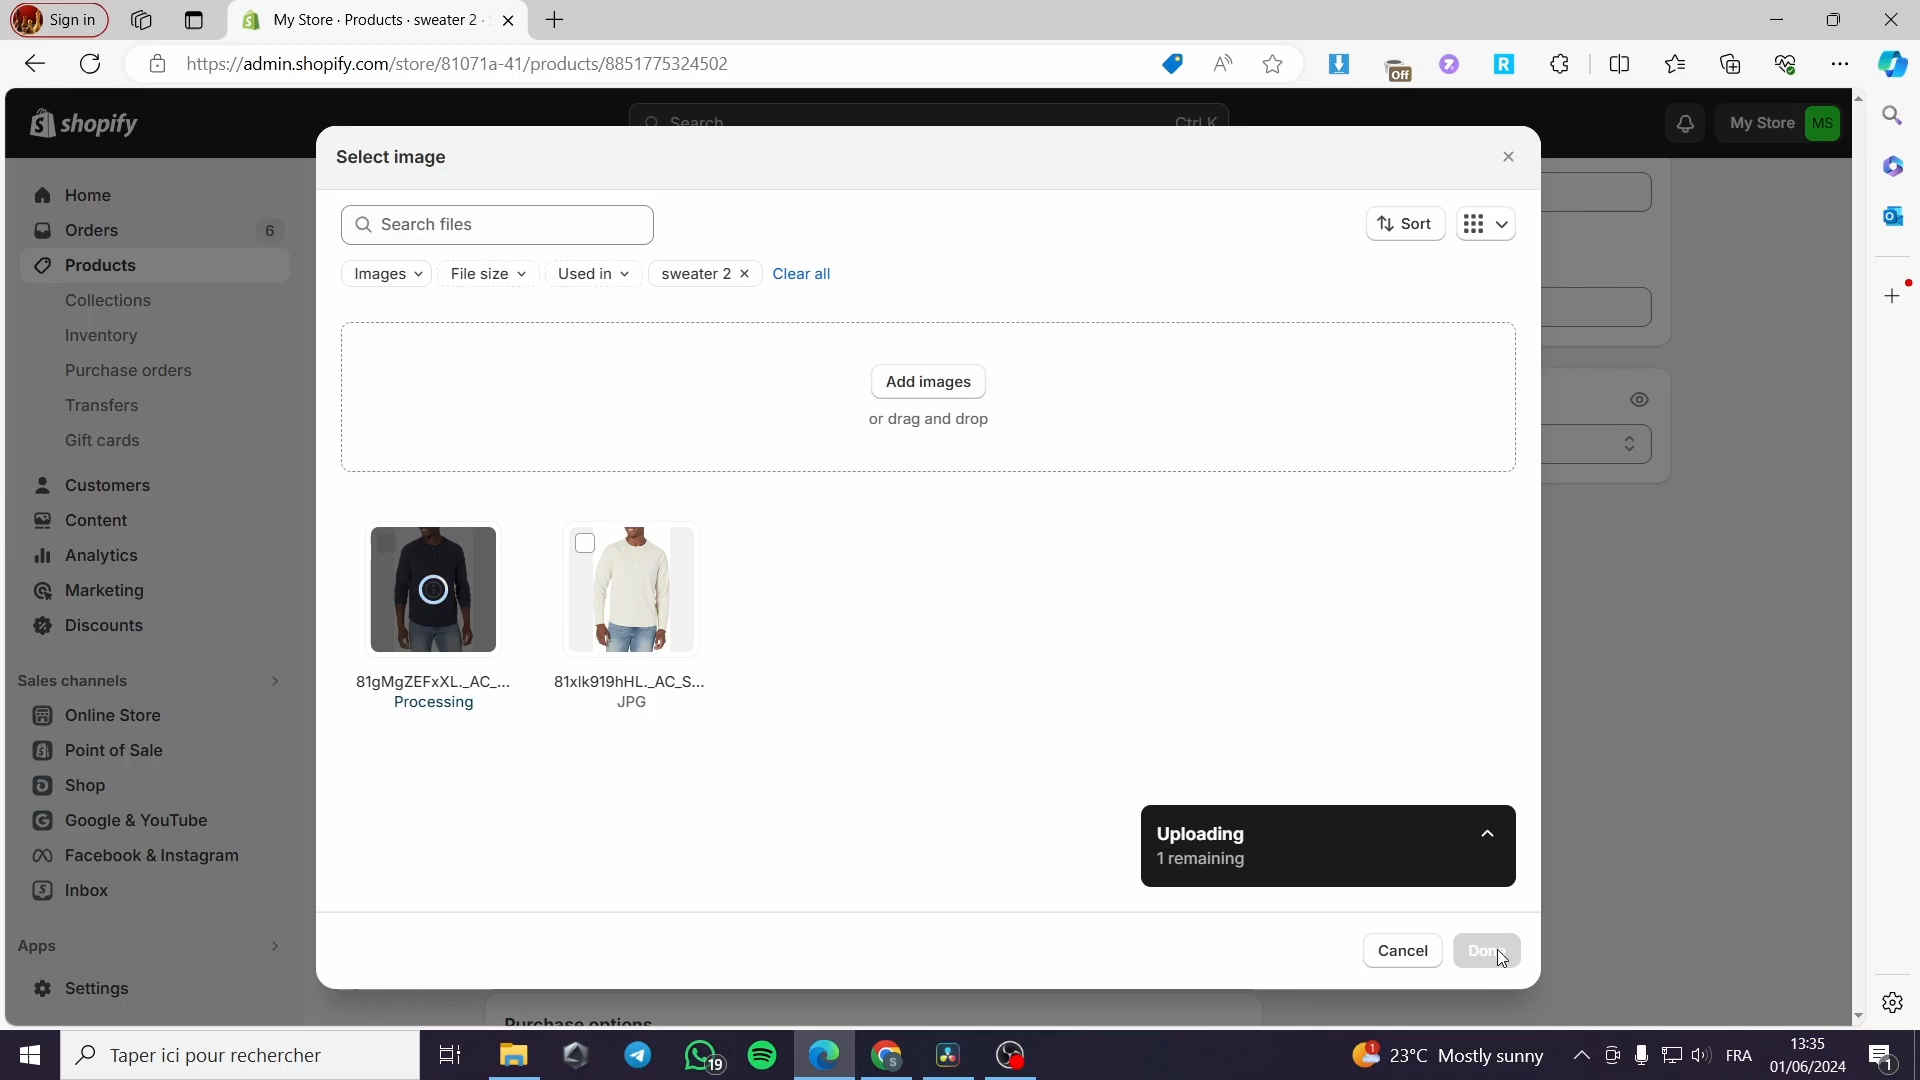 Sign in
My Store · Products · sweater 2 ·
https://admin.shopify.com/store/81071a-41/products/8851775324502
Off
shopify
Search
Ctrl K
My Store
MS
Select image
Search files
Sort
Images
File size
Used in
sweater 2
Clear all
Add images
or drag and drop
81gMgZEFxXL._AC_...
Processing
81xlk919hHL._AC_S...
JPG
Uploading
1 remaining
Cancel
Home
Orders
6
Products
Collections
Inventory
Purchase orders
Transfers
Gift cards
Customers
Content
Analytics
Marketing
Discounts
Sales channels
Online Store
Point of Sale
Shop
Google & YouTube
Facebook & Instagram
Inbox
Apps
Settings
Purchase options
Taper ici pour rechercher
19
1
23°C Mostly sunny
FRA
13:35
01/06/2024
1